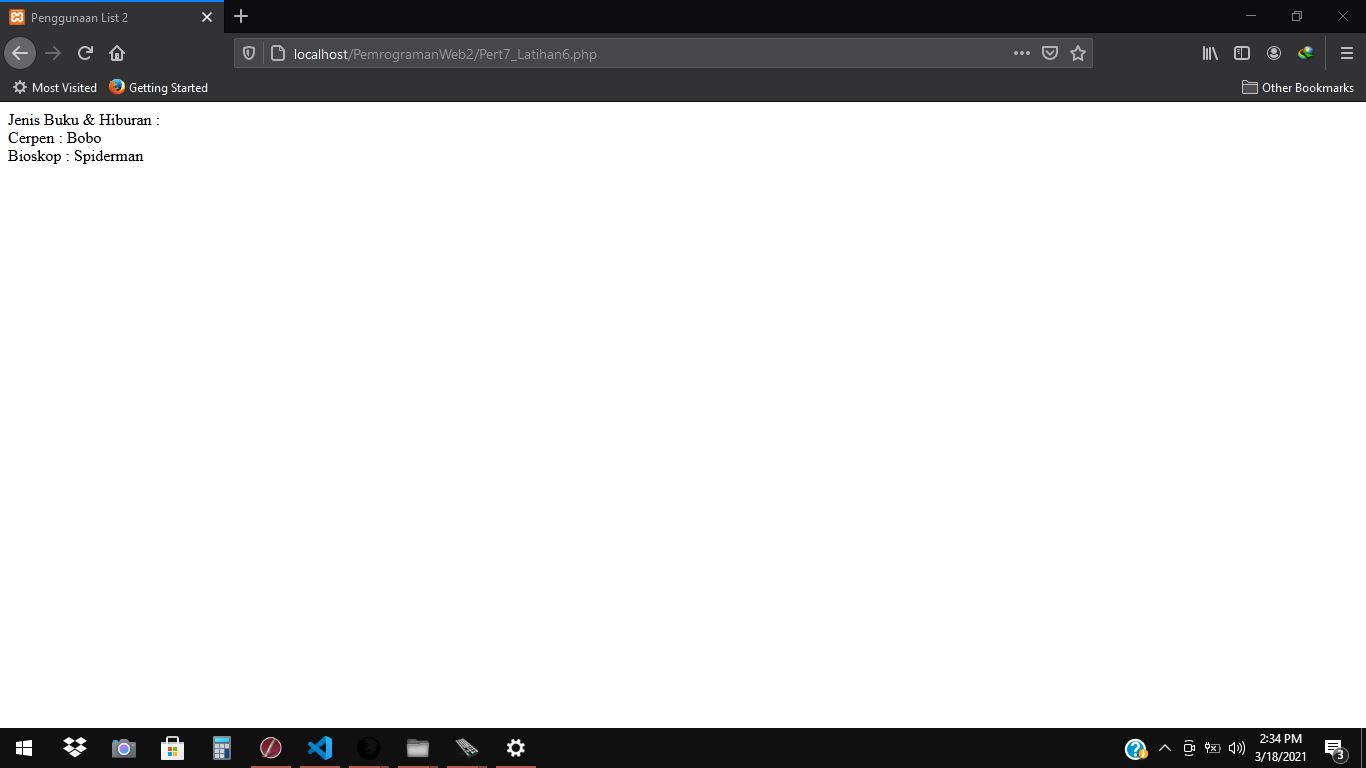 Penggunaan List 2
localhost/PemrogramanWeb2/Pert7_Latihan6.php
Most Visited
Getting Started
Other Bookmarks
Jenis Buku & Hiburan :
Cerpen : Bobo
Bioskop : Spiderman
2:34 PM
3/18/2021
3